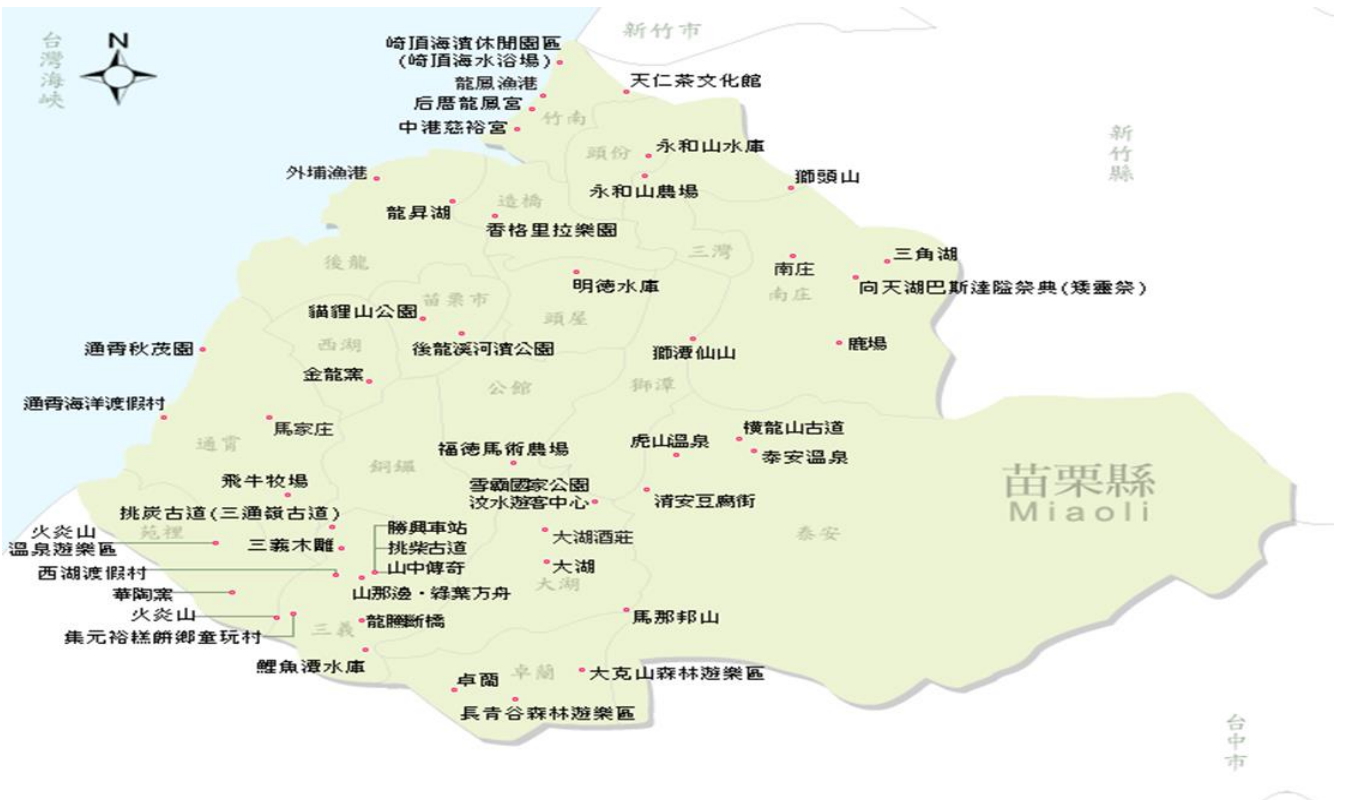 新竹市
台灣海峽
N
崎頂海濱休閒園區
(崎頂海水浴場)
龍鳳漁港
天仁茶文化館
后厝龍鳳宮
竹南
中港慈裕宮
新竹縣
頭份
永和山水庫
外埔漁港
獅頭山
永和山農場
造橋
龍昇湖
香格里拉樂園
三灣
三角湖
後龍
南庄
明德水庫
向天湖巴斯達隘祭典(矮靈祭)
南庄
苗栗市
貓貍山公園
頭屋
通霄秋茂園
西湖
後龍溪河濱公園
獅潭仙山
鹿場
金龍窯
公館
獅潭
通霄海洋渡假村
馬家庄
橫龍山古道
通霄
福德馬術農場
虎山溫泉
泰安溫泉
銅鑼
飛牛牧場
雪霸國家公園
汶水遊客中心
清安豆腐街
苗栗縣
Miaoli
挑炭古道(三通嶺古道)
苑裡
火炎山
溫泉遊樂區
三義木雕
勝興車站
挑柴古道
山中傳奇
大湖酒莊
泰安
西湖渡假村
大湖
大湖
華陶窯
山那邊・綠葉方舟
火炎山
龍騰斷橋
馬那邦山
三義
集元裕糕餅鄉童玩村
鯉魚潭水庫
卓蘭
卓蘭
大克山森林遊樂區
長青谷森林遊樂區
台中市